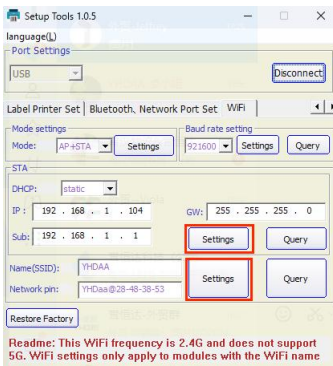 Setup Tools 1.0.5
language(L)
Port Settings
USB
Disconnect
Label Printer Set Bluetooth、Network Port Set WiFi
Mode settings
Mode: AP+STA Settings
Baud rate setting
921600 Settings Query
STA
DHCP: static
IP : 192 . 168 . 1 . 104 GW: 255 . 255 . 255 . 0
Sub: 192 . 168 . 1 . 1 Settings Query
Name(SSID): YHDAA
Network pin: YHDaa@28-48-38-53
Settings Query
Restore Factory
Readme: This WiFi frequency is 2.4G and does not support
5G. WiFi settings only apply to modules with the WiFi name